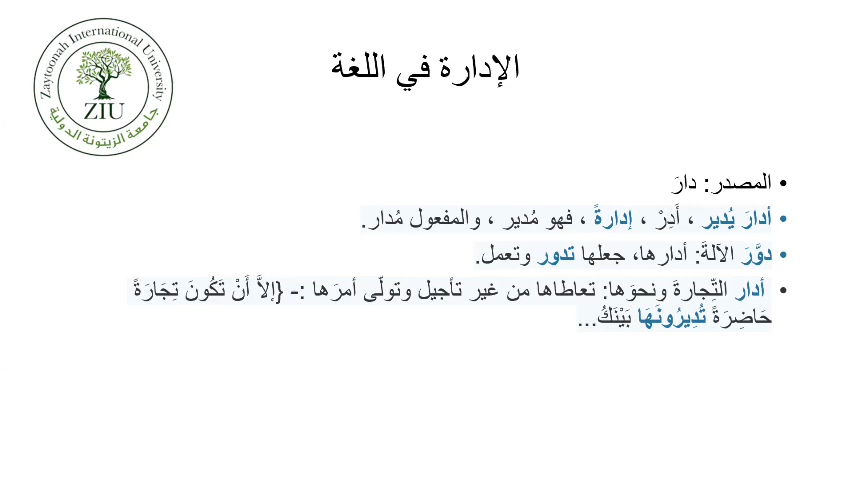 Zaytoonah International University
ZIU
جامعة الزيتونة الدولية
الإدارة في اللغة
• المصدر: دارَ
• أدارَ يُدير ، أَدِرْ ، إدارةً ، فهو مُدير ، والمفعول مُدار.
• دوَّرَ الآلةَ: أدارها، جعلها تدور وتعمل.
• أدار التِّجارةَ ونحوَها: تعاطاها من غير تأجيل وتولّى أمرَها :- {إلاَّ أَنْ تَكُونَ تِجَارَةً
حَاضِرَةً تُدِيرُونَهَا بَيْنَكُ...